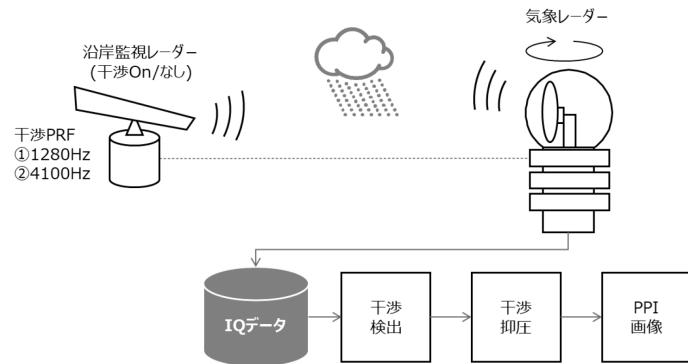 気象レーダー
沿岸監視レーダー
(干渉On/なし)
干渉PRF
①1280Hz
②4100Hz
IQデータ
干渉
検出
干渉
抑圧
PPI
画像